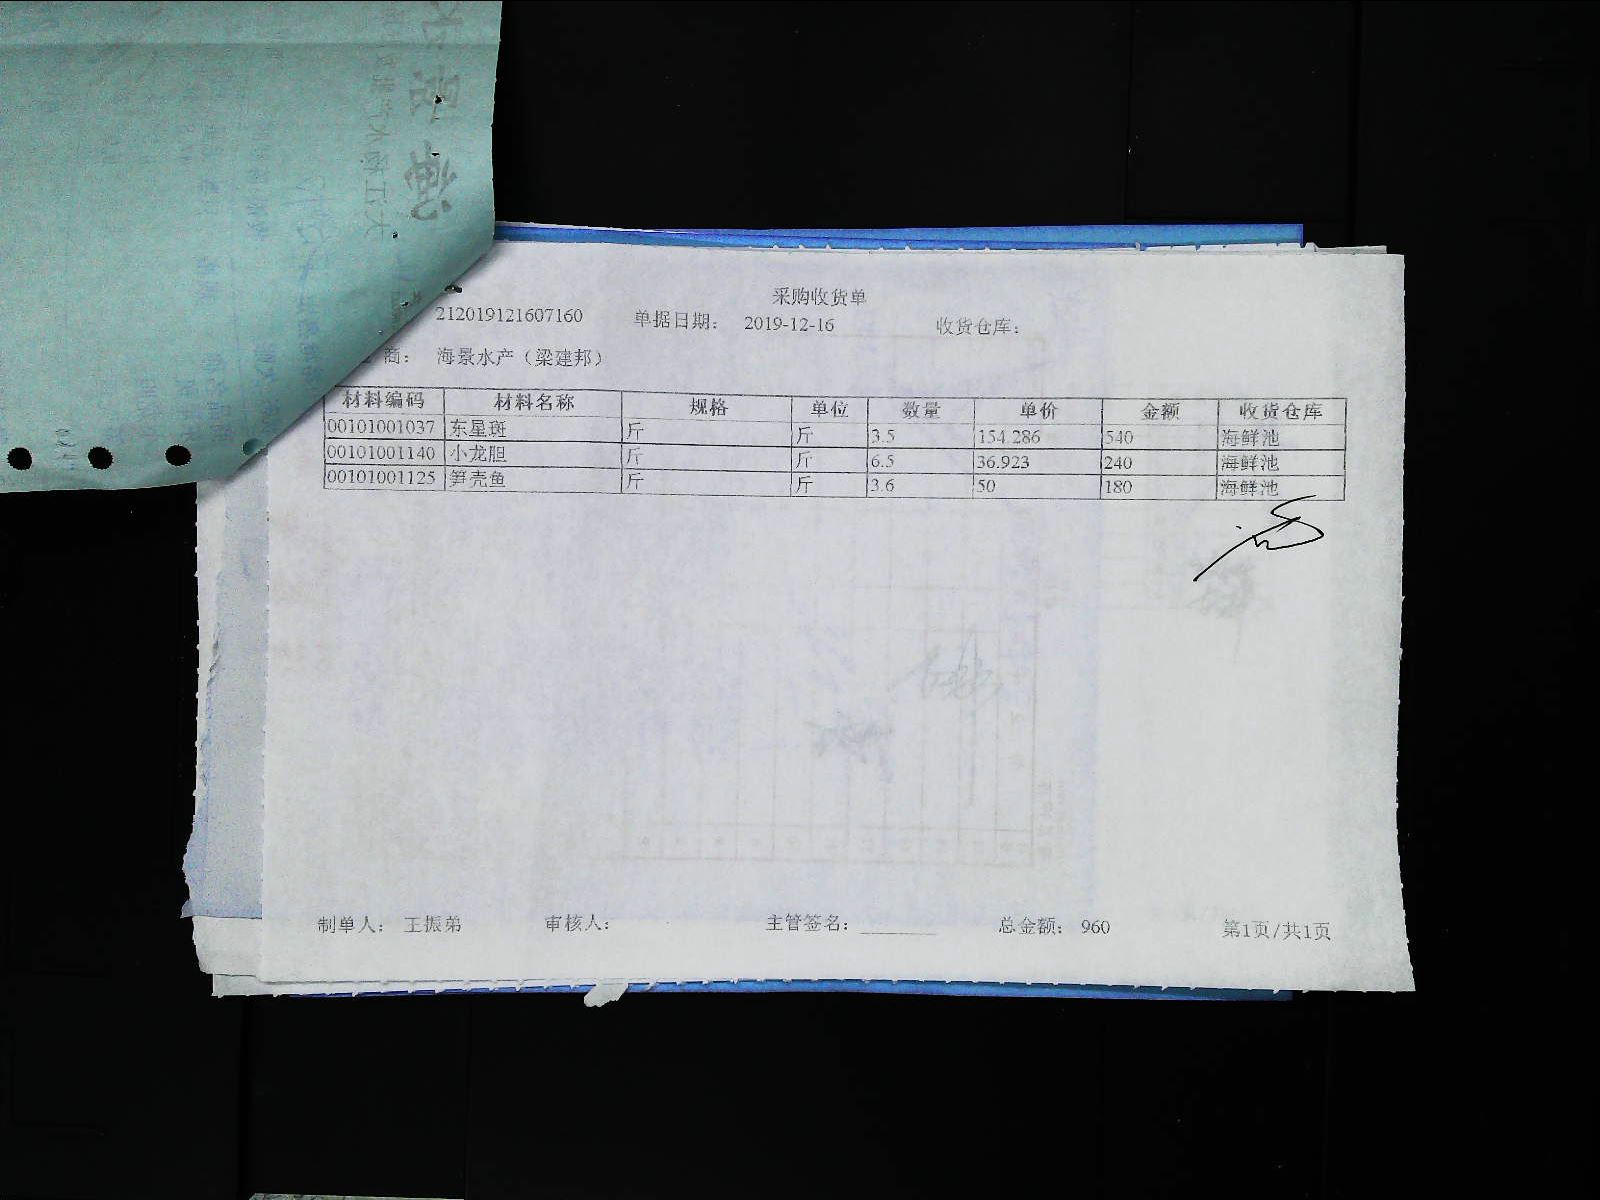 采购收货单
212019121607160 单据日期： 2019-12-16 收货仓库：
商： 海景水产（梁建邦）
材料编码 材料名称 规格 单位 数量 单价 金额 收货仓库
00101001037 东星斑 斤 斤 3.5 154.286 540 海鲜池
00101001140 小龙胆 斤 斤 6.5 36.923 240 海鲜池
00101001125 笋壳鱼 斤 斤 3.6 50 180 海鲜池
制单人： 王振弟 审核人： 主管签名： 总金额： 960 第1页/共1页